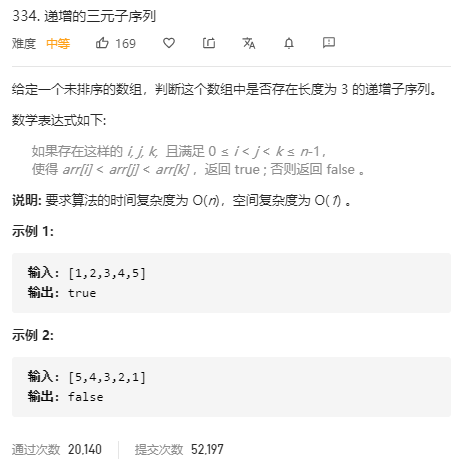 334. 递增的三元子序列
难度 中等 169
给定一个未排序的数组，判断这个数组中是否存在长度为 3 的递增子序列。
数学表达式如下:
如果存在这样的 i, j, k, 且满足 0 ≤ i < j < k ≤ n-1，
使得 arr[i] < arr[j] < arr[k] ，返回 true ; 否则返回 false 。
说明: 要求算法的时间复杂度为 O(n)，空间复杂度为 O(1) 。
示例 1:
输入: [1,2,3,4,5]
输出: true
示例 2:
输入: [5,4,3,2,1]
输出: false
通过次数 20,140 提交次数 52,197